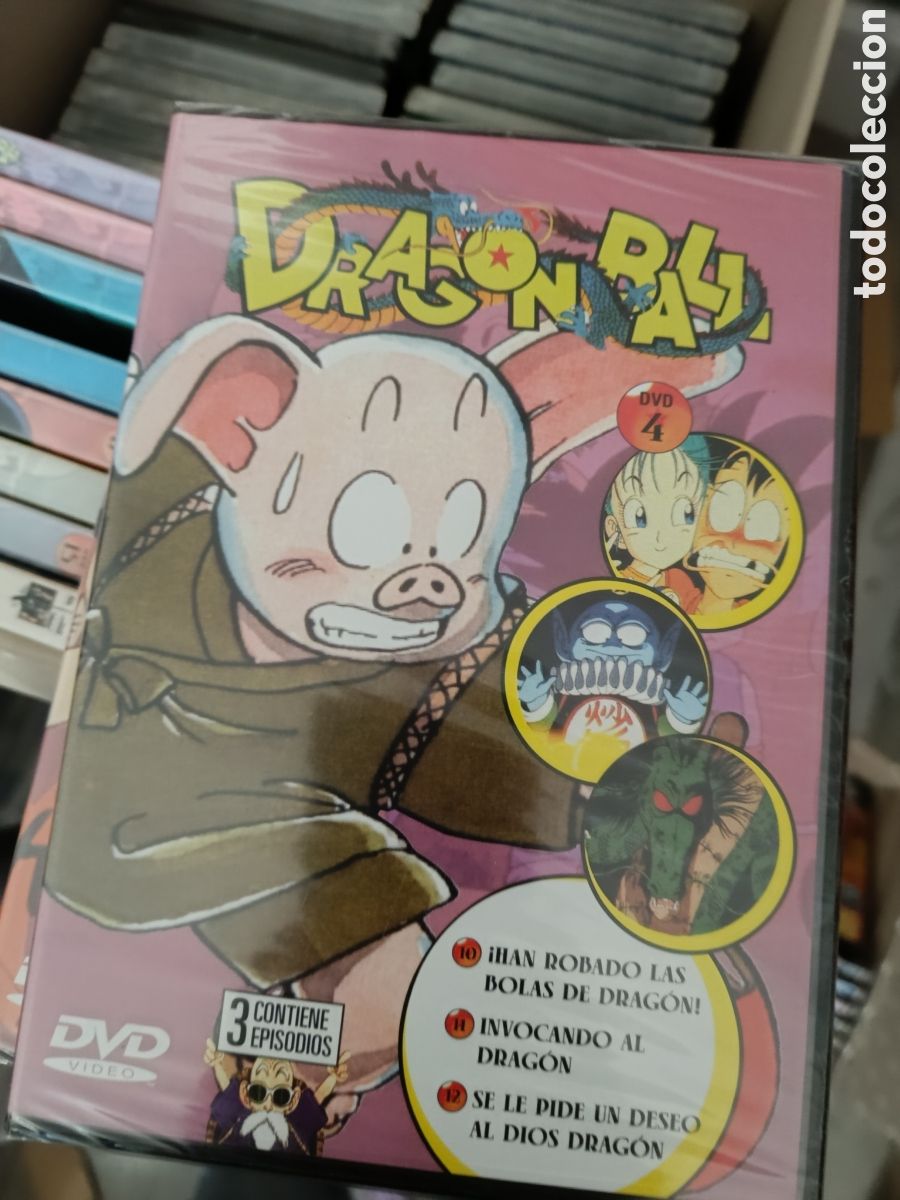 todocoleccion
DRAGON BALL
DVD
4
10 ¡HAN ROBADO LAS
BOLAS DE DRAGÓN!
11 INVOCANDO AL
DRAGÓN
12 SE LE PIDE UN DESEO
AL DIOS DRAGÓN
3 CONTIENE
EPISODIOS
DVD
VIDEO